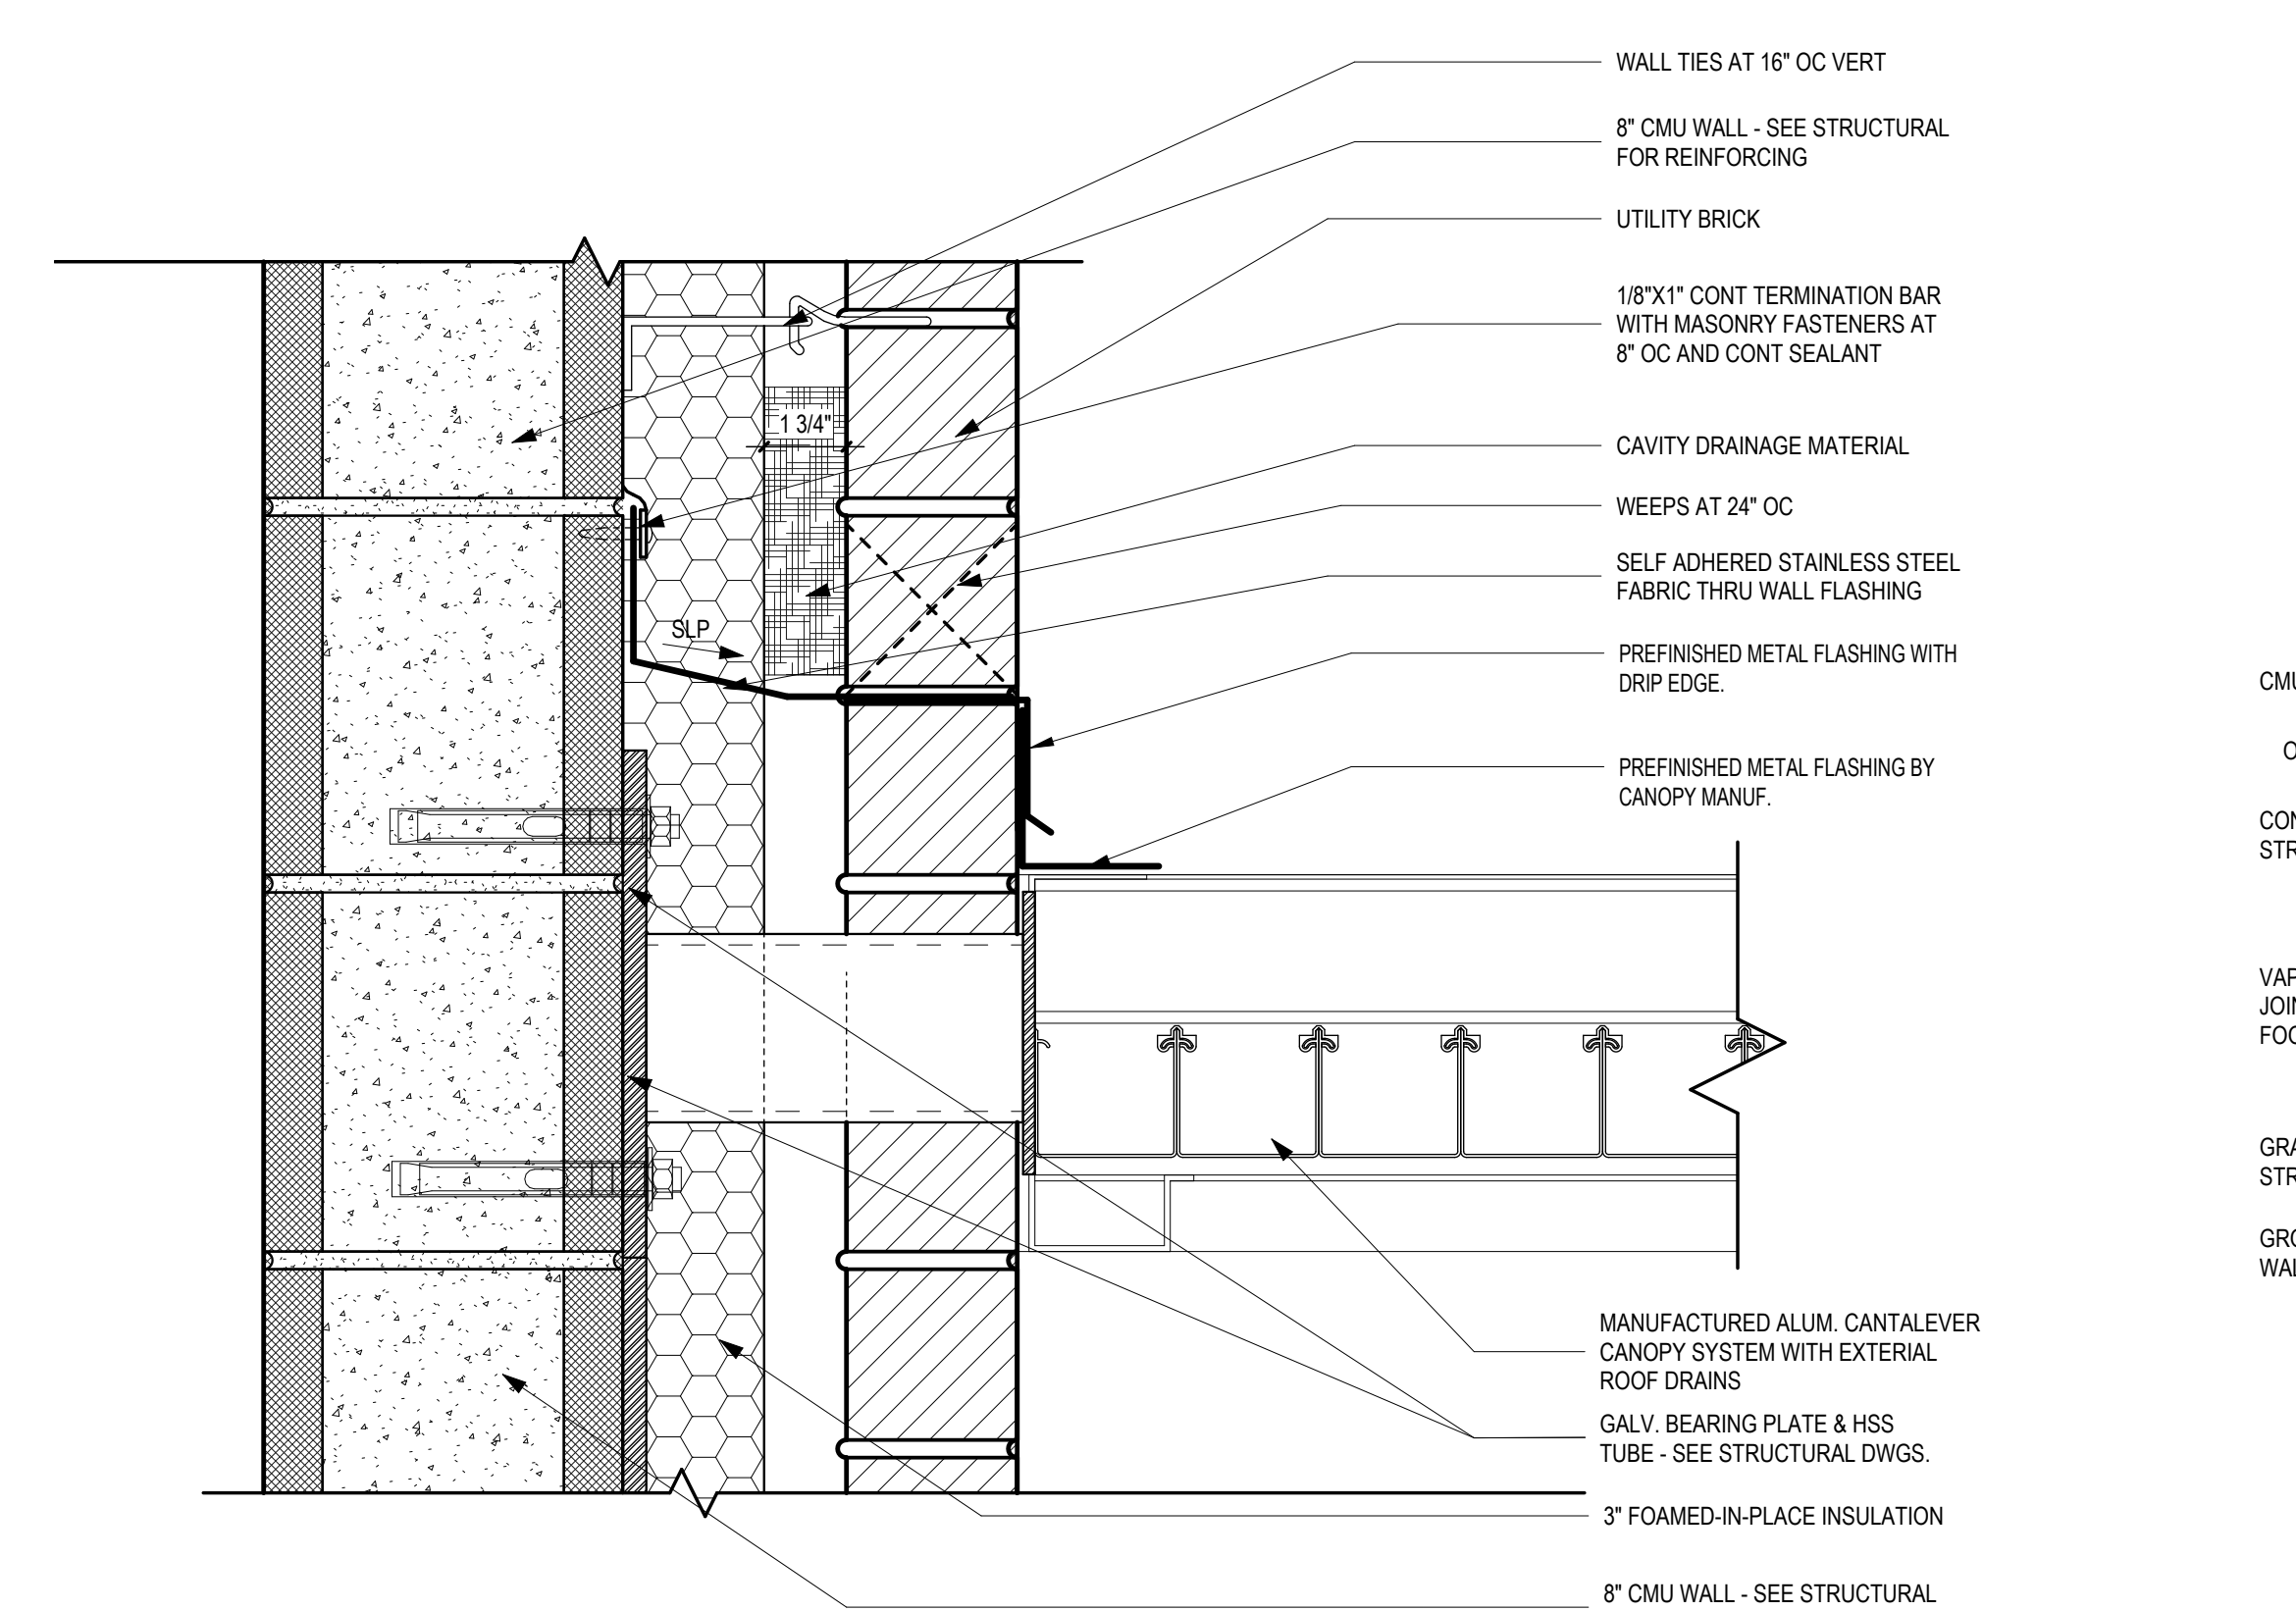 WALL TIES AT 16" OC VERT
8" CMU WALL - SEE STRUCTURAL
FOR REINFORCING
UTILITY BRICK
1/8"X1" CONT TERMINATION BAR
WITH MASONRY FASTENERS AT
8" OC AND CONT SEALANT
1 3/4"
CAVITY DRAINAGE MATERIAL
WEEPS AT 24" OC
SELF ADHERED STAINLESS STEEL
FABRIC THRU WALL FLASHING
SLP
PREFINISHED METAL FLASHING WITH
DRIP EDGE.
PREFINISHED METAL FLASHING BY
CANOPY MANUF.
MANUFACTURED ALUM. CANTALEVER
CANOPY SYSTEM WITH EXTERIAL
ROOF DRAINS
GALV. BEARING PLATE & HSS
TUBE - SEE STRUCTURAL DWGS.
3" FOAMED-IN-PLACE INSULATION
8" CMU WALL - SEE STRUCTURAL